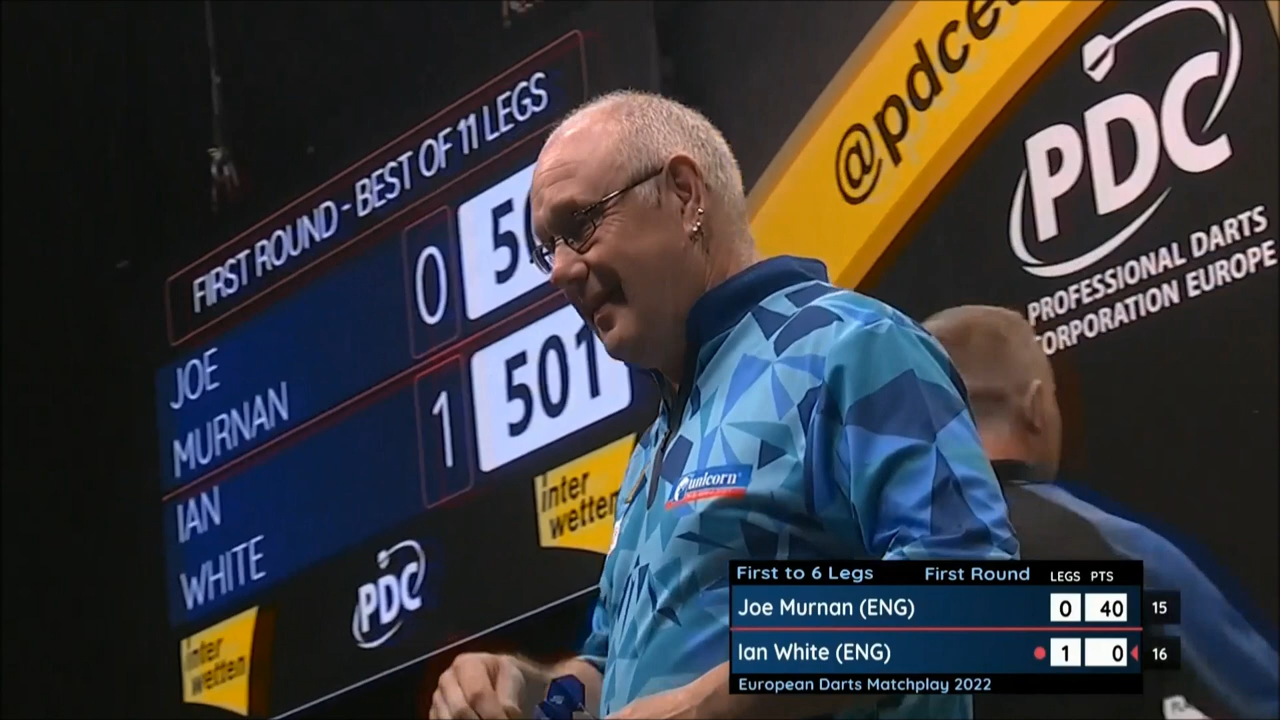 FIRST ROUND - BEST OF 11 LEGS
JOE
MURNAN
0
IAN
WHITE
1
501
inter
wetten
PDC
inter
wetten
@pdce
PDC
PROFESSIONAL DARTS
CORPORATION EUROPE
unicorn
First to 6 Legs First Round LEGS PTS
Joe Murnan (ENG) 0 40 15
Ian White (ENG) 1 0 16
European Darts Matchplay 2022